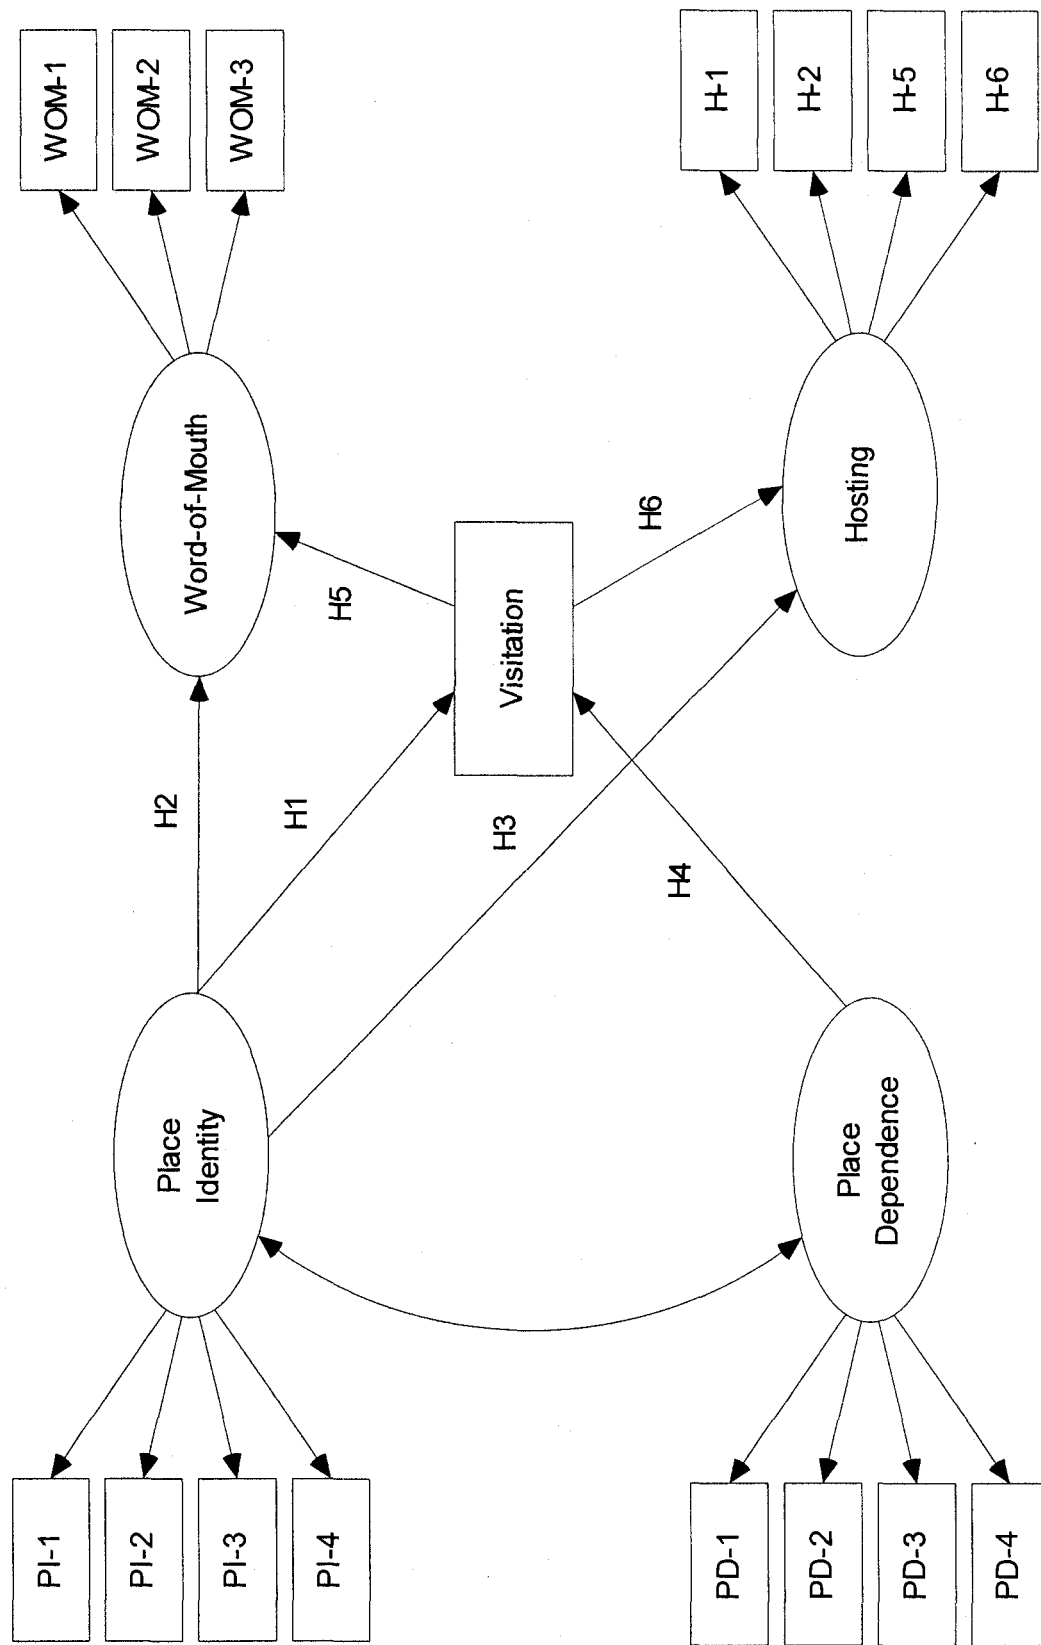 PI-1
PI-2
PI-3
PI-4
Place
Identity
H2
H1
H3
Word-of-Mouth
WOM-1
WOM-2
WOM-3
H5
Visitation
H6
H4
PD-1
PD-2
PD-3
PD-4
Place
Dependence
Hosting
H-1
H-2
H-5
H-6